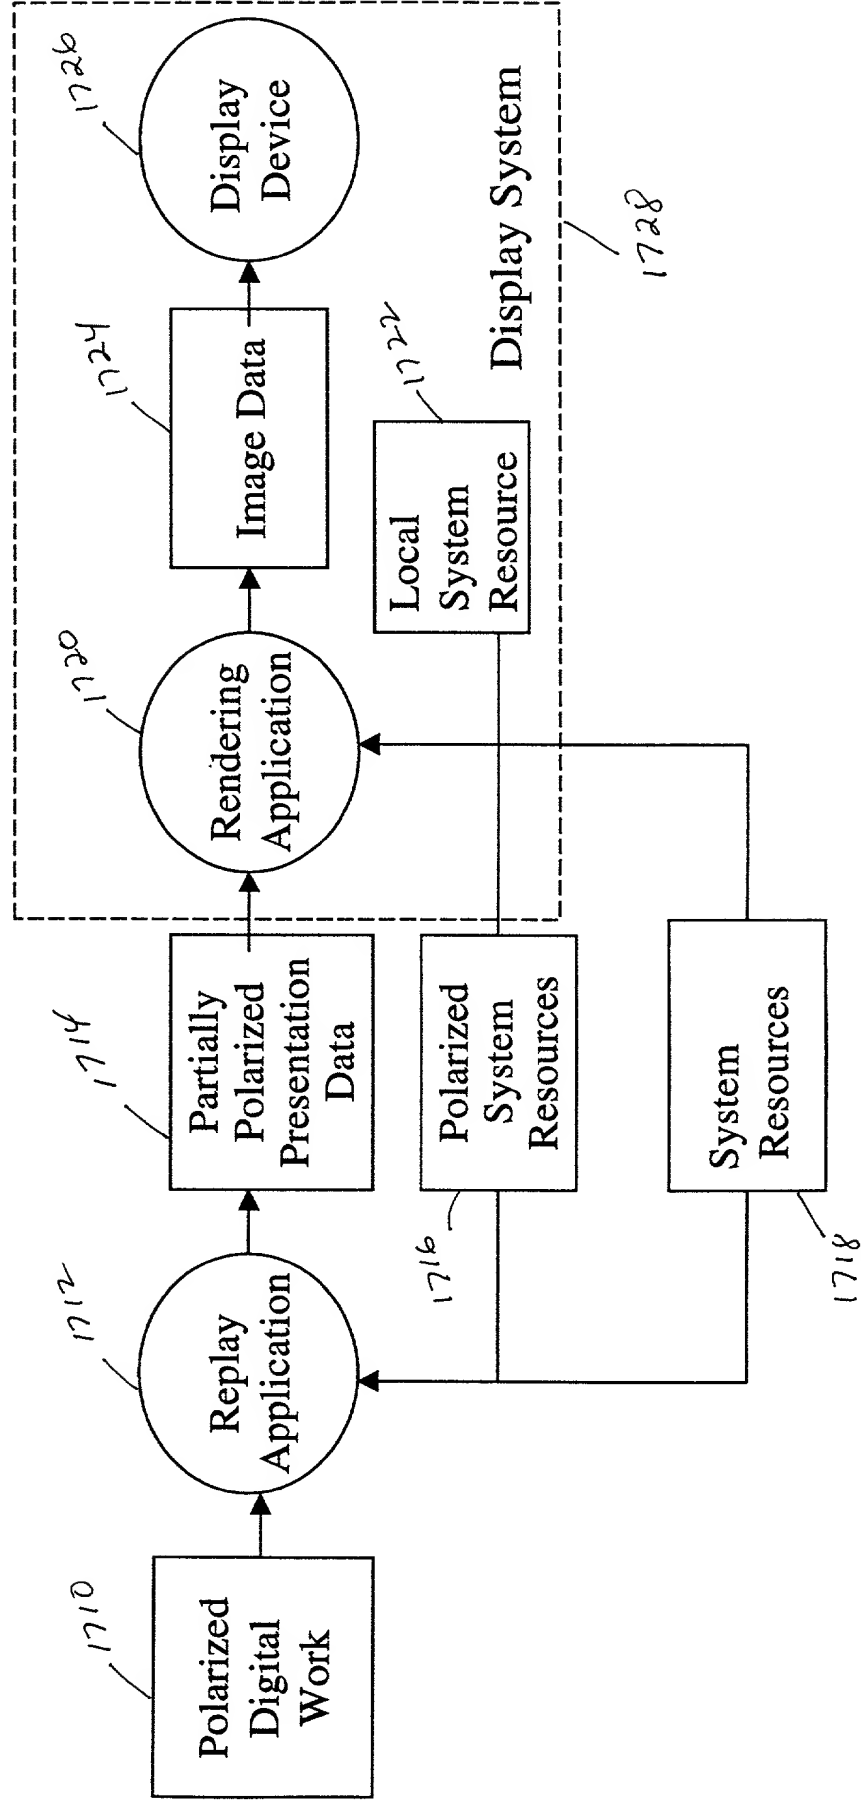 1710
Polarized
Digital
Work
1712
Replay
Application
1714
Partially
Polarized
Presentation
Data
1720
Rendering
Application
1724
Image Data
1726
Display
Device
1716
Polarized
System
Resources
Local
System
Resource
1722
Display System
1728
System
Resources
1718